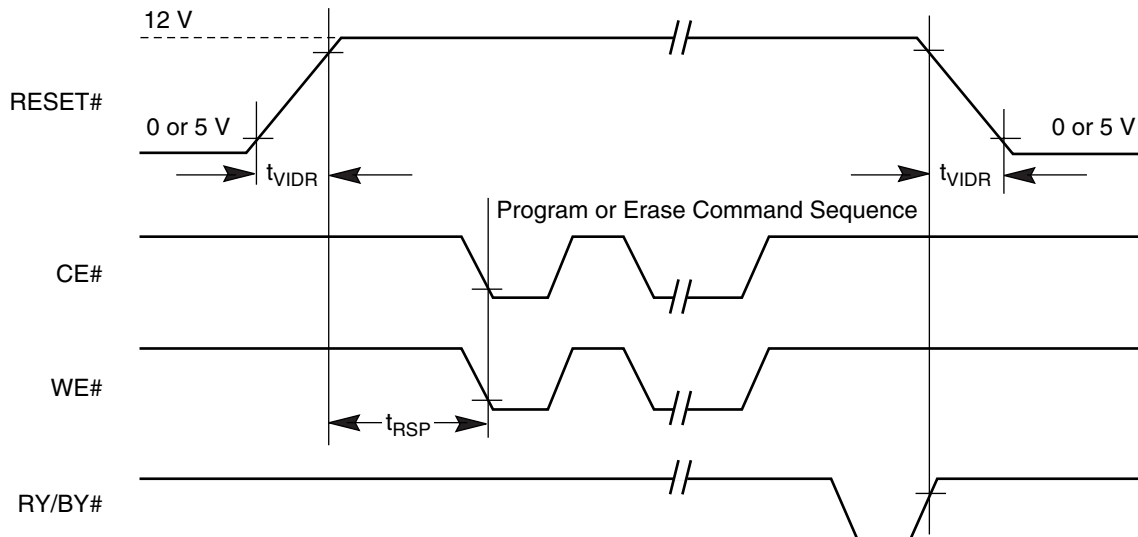 12 V
RESET#
0 or 5 V
0 or 5 V
tVIDR
tVIDR
Program or Erase Command Sequence
CE#
WE#
tRSP
RY/BY#